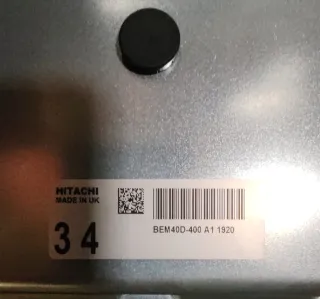 HITACHI
MADE IN UK
34
BEM40D-400 A1 1920